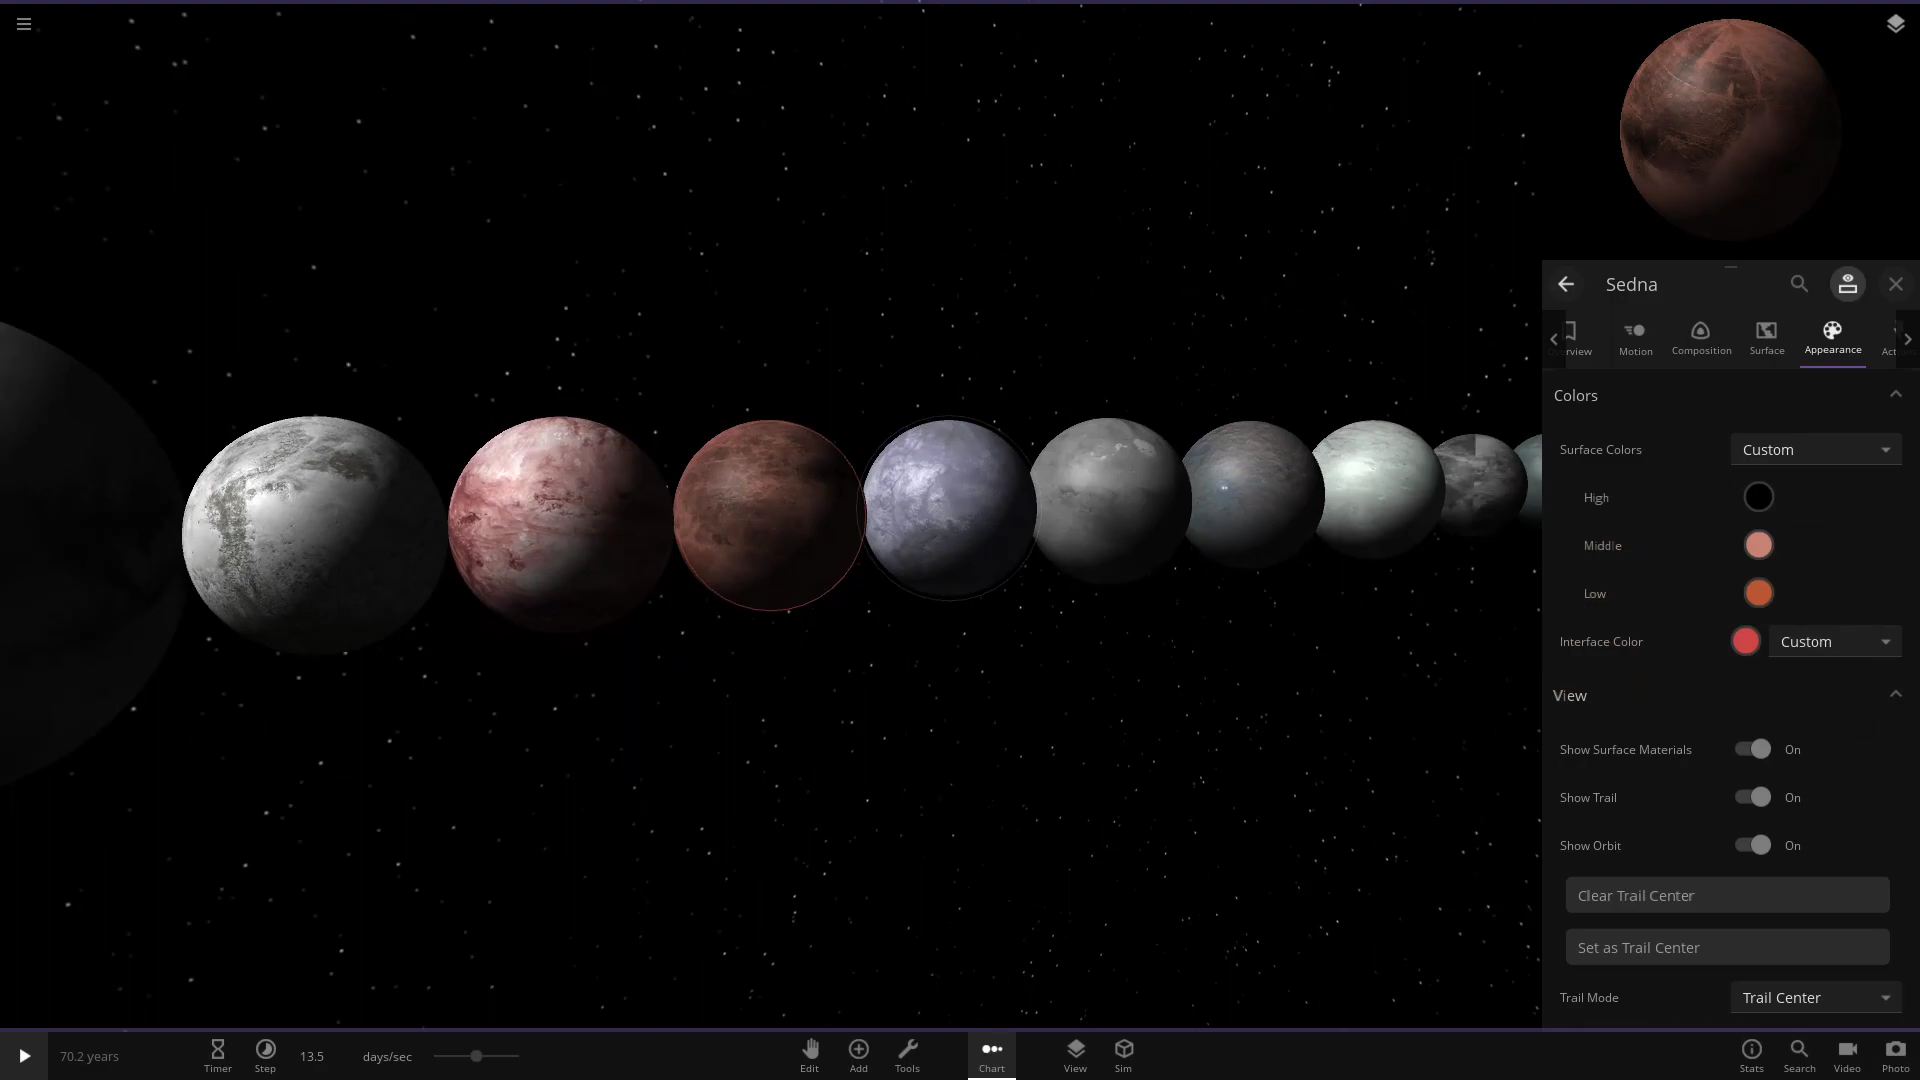 Sedna
Motion
Composition
Surface
Appearance
Colors
Surface Colors
Custom
High
Middle
Low
Interface Color
Custom
View
Show Surface Materials
On
Show Trail
On
Show Orbit
On
Clear Trail Center
Set as Trail Center
Trail Mode
Trail Center
70.2 years
Timer
Step
13.5
days/sec
Edit
Add
Tools
Chart
View
Sim
Stats
Search
Video
Photo